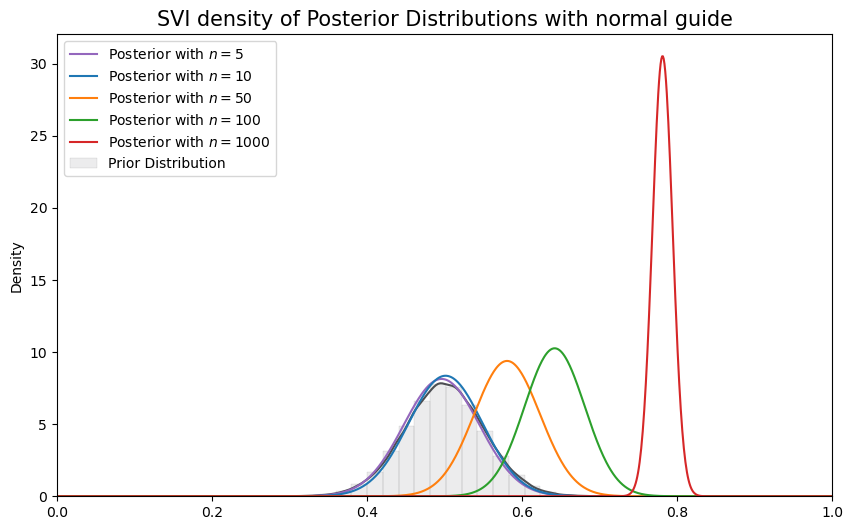 SVI density of Posterior Distributions with normal guide
Posterior with n = 5
Posterior with n = 10
Posterior with n = 50
Posterior with n = 100
Posterior with n = 1000
Prior Distribution
Density
30
25
20
15
10
5
0
0.0 0.2 0.4 0.6 0.8 1.0